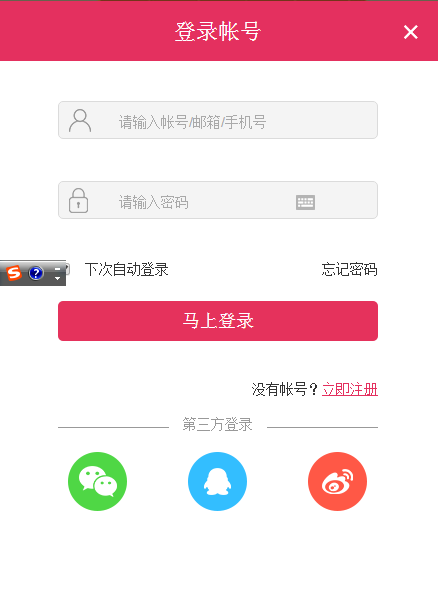 登录帐号
请输入帐号/邮箱/手机号
请输入密码
下次自动登录 忘记密码
马上登录
没有帐号？立即注册
第三方登录